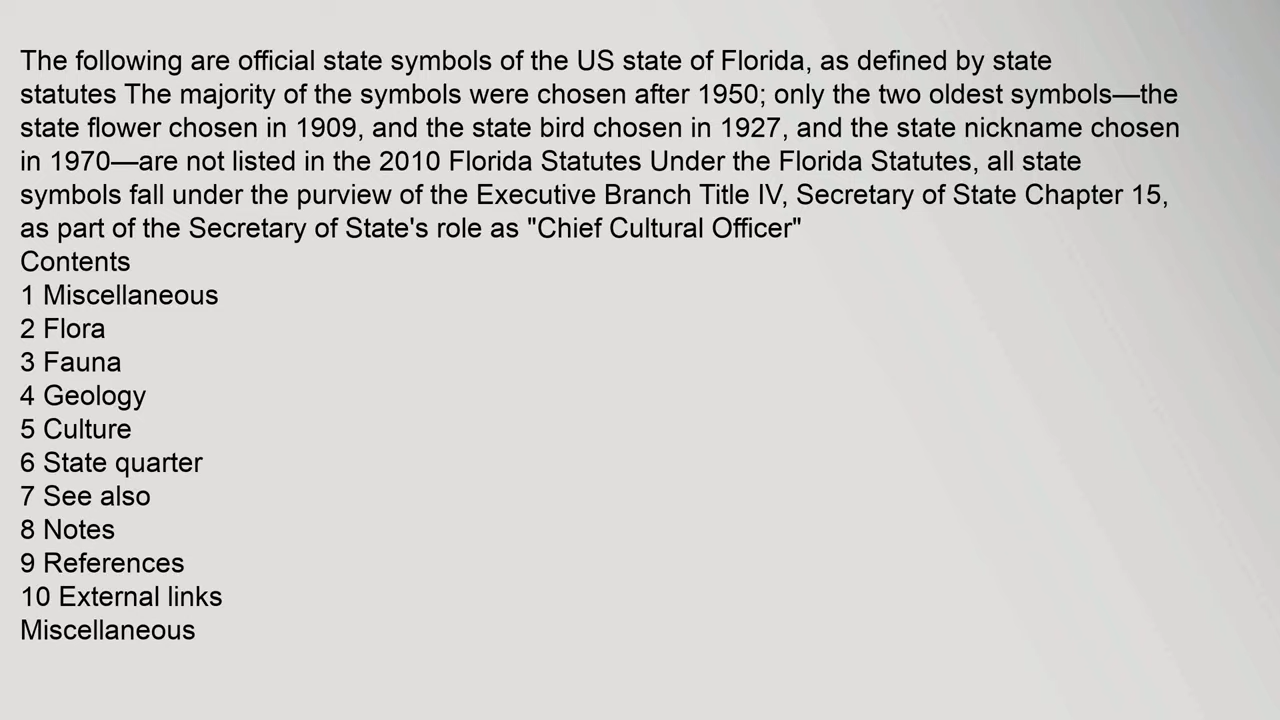 The following are official state symbols of the US state of Florida, as defined by state
statutes The majority of the symbols were chosen after 1950; only the two oldest symbols—the
state flower chosen in 1909, and the state bird chosen in 1927, and the state nickname chosen
in 1970—are not listed in the 2010 Florida Statutes Under the Florida Statutes, all state
symbols fall under the purview of the Executive Branch Title IV, Secretary of State Chapter 15,
as part of the Secretary of State's role as "Chief Cultural Officer"
Contents
1 Miscellaneous
2 Flora
3 Fauna
4 Geology
5 Culture
6 State quarter
7 See also
8 Notes
9 References
10 External links
Miscellaneous